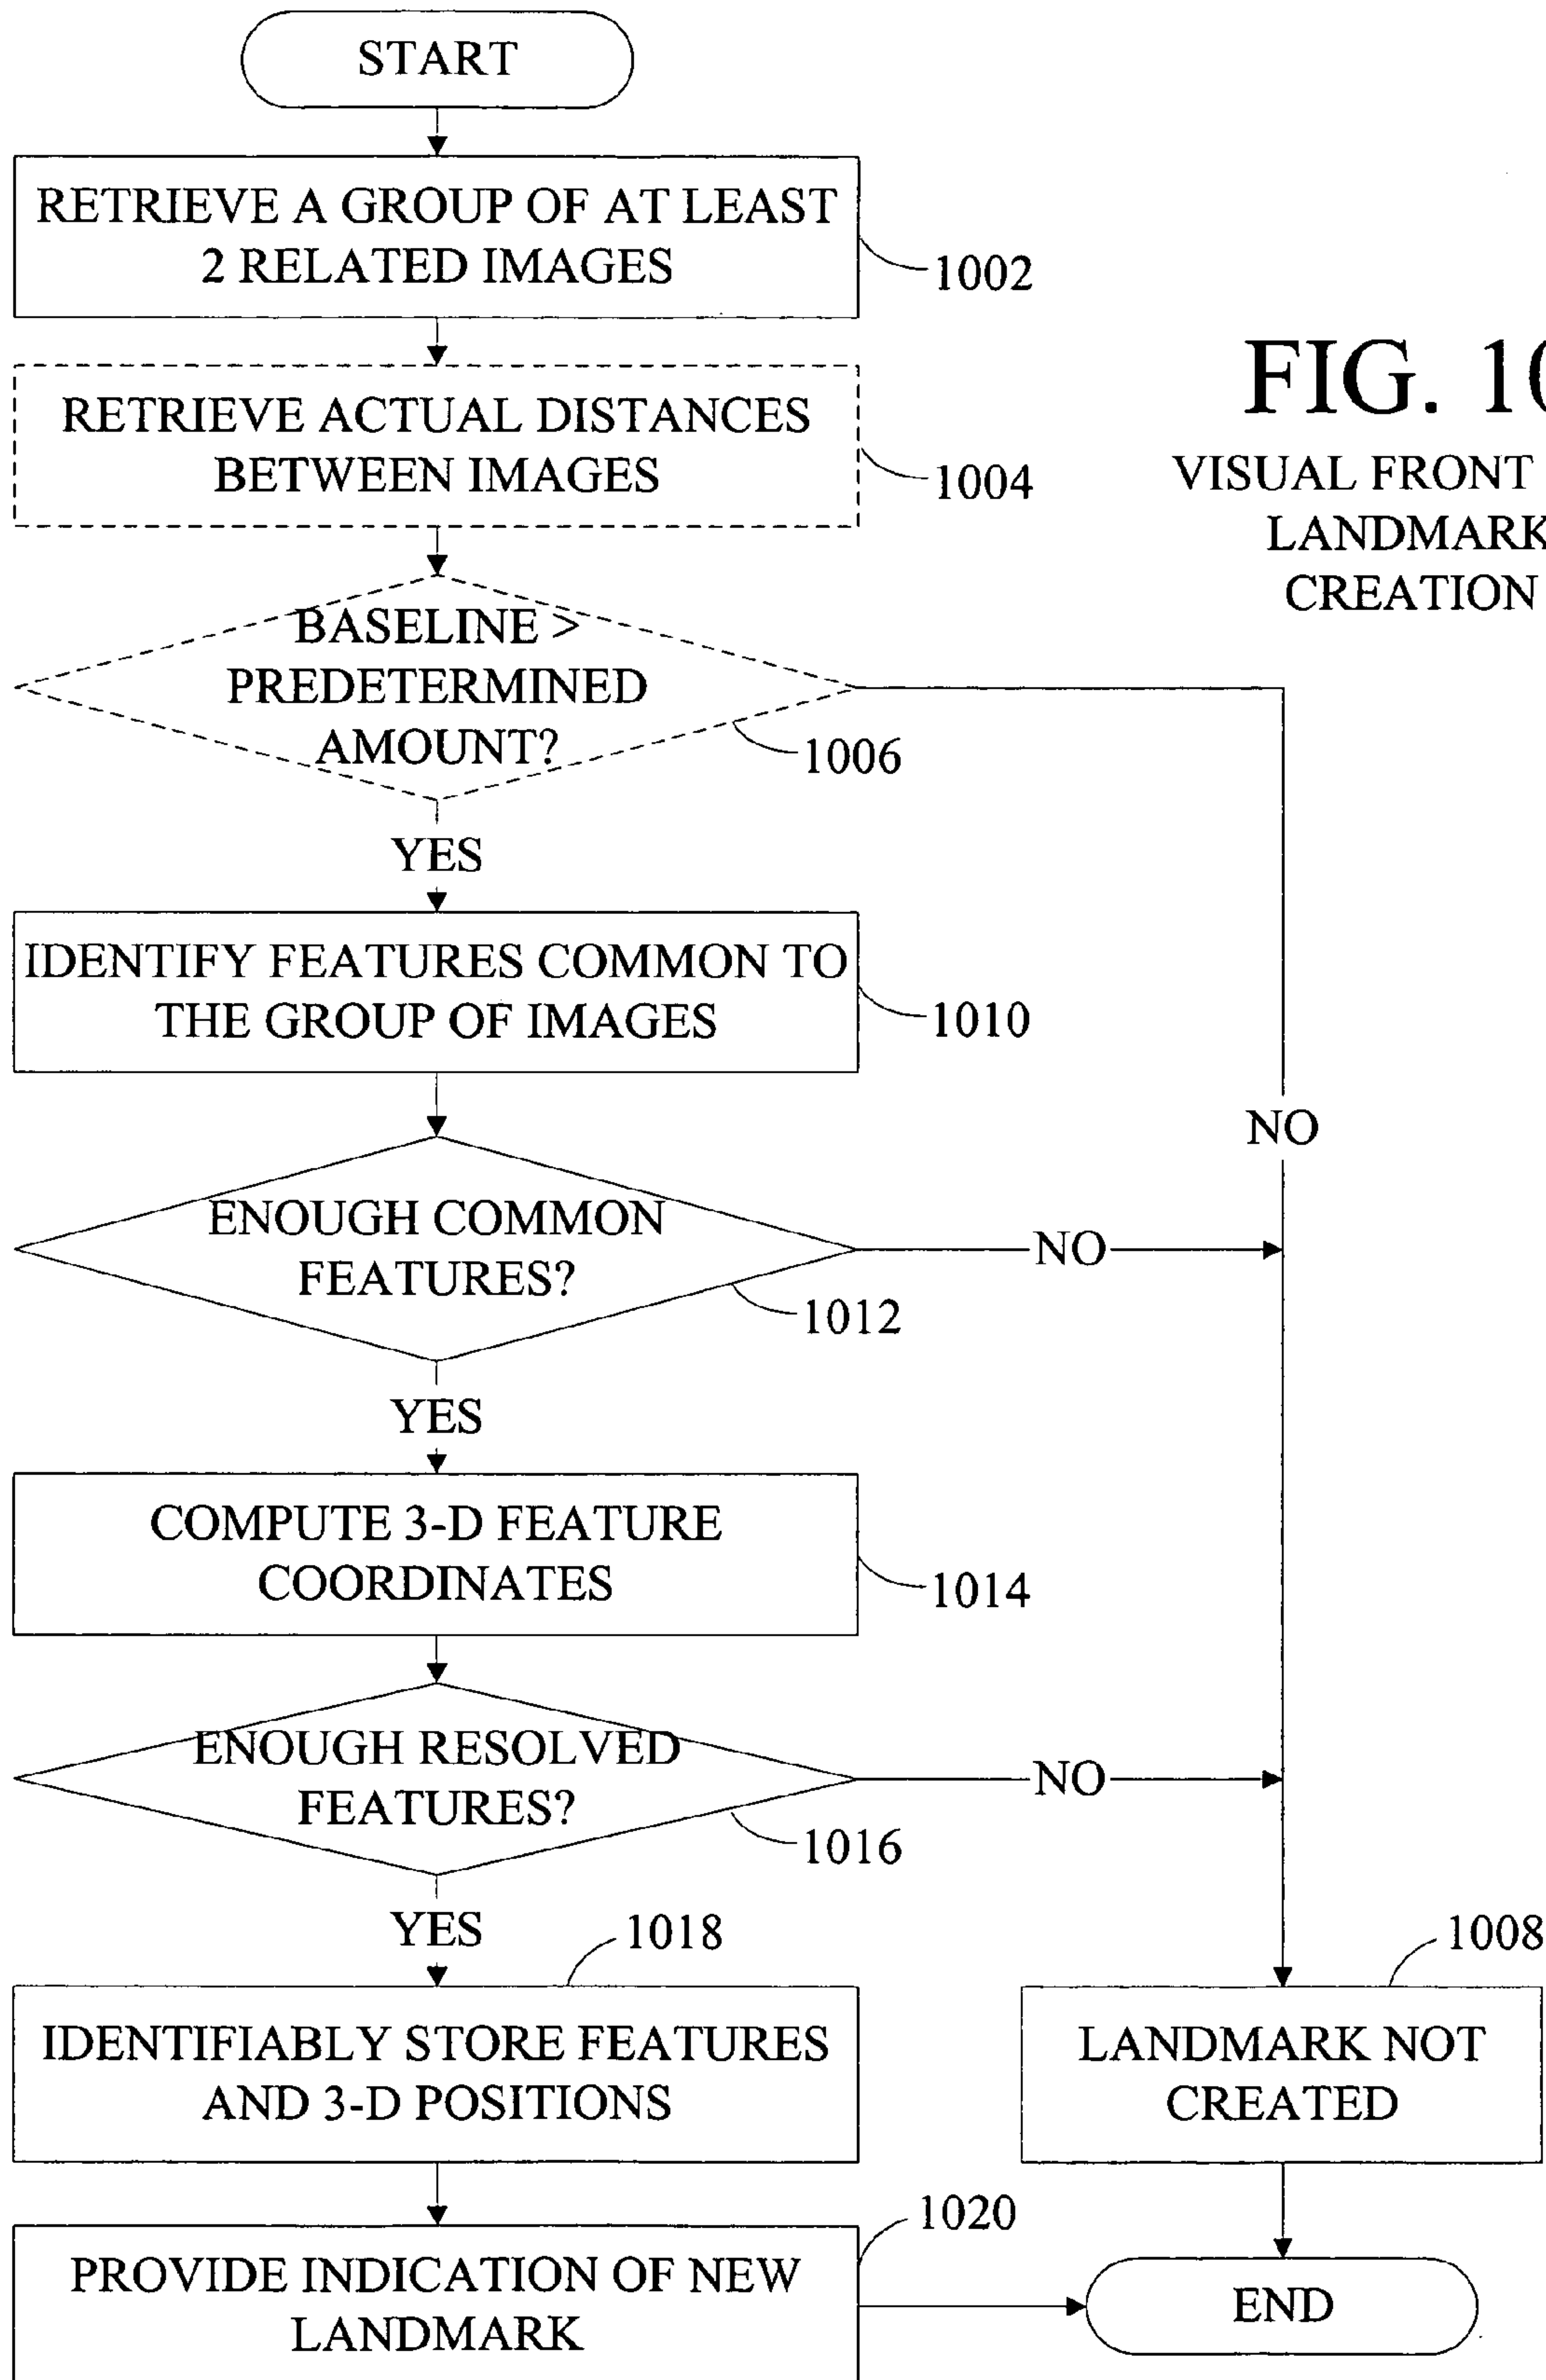 START
RETRIEVE A GROUP OF AT LEAST
2 RELATED IMAGES
1002
RETRIEVE ACTUAL DISTANCES
BETWEEN IMAGES
1004
FIG. 10
VISUAL FRONT
LANDMARK
CREATION
BASELINE >
PREDETERMINED
AMOUNT?
1006
YES
NO
IDENTIFY FEATURES COMMON TO
THE GROUP OF IMAGES
1010
ENOUGH COMMON
FEATURES?
1012
NO
YES
COMPUTE 3-D FEATURE
COORDINATES
1014
ENOUGH RESOLVED
FEATURES?
1016
NO
YES
1018
IDENTIFIABLY STORE FEATURES
AND 3-D POSITIONS
1008
LANDMARK NOT
CREATED
1020
PROVIDE INDICATION OF NEW
LANDMARK
END